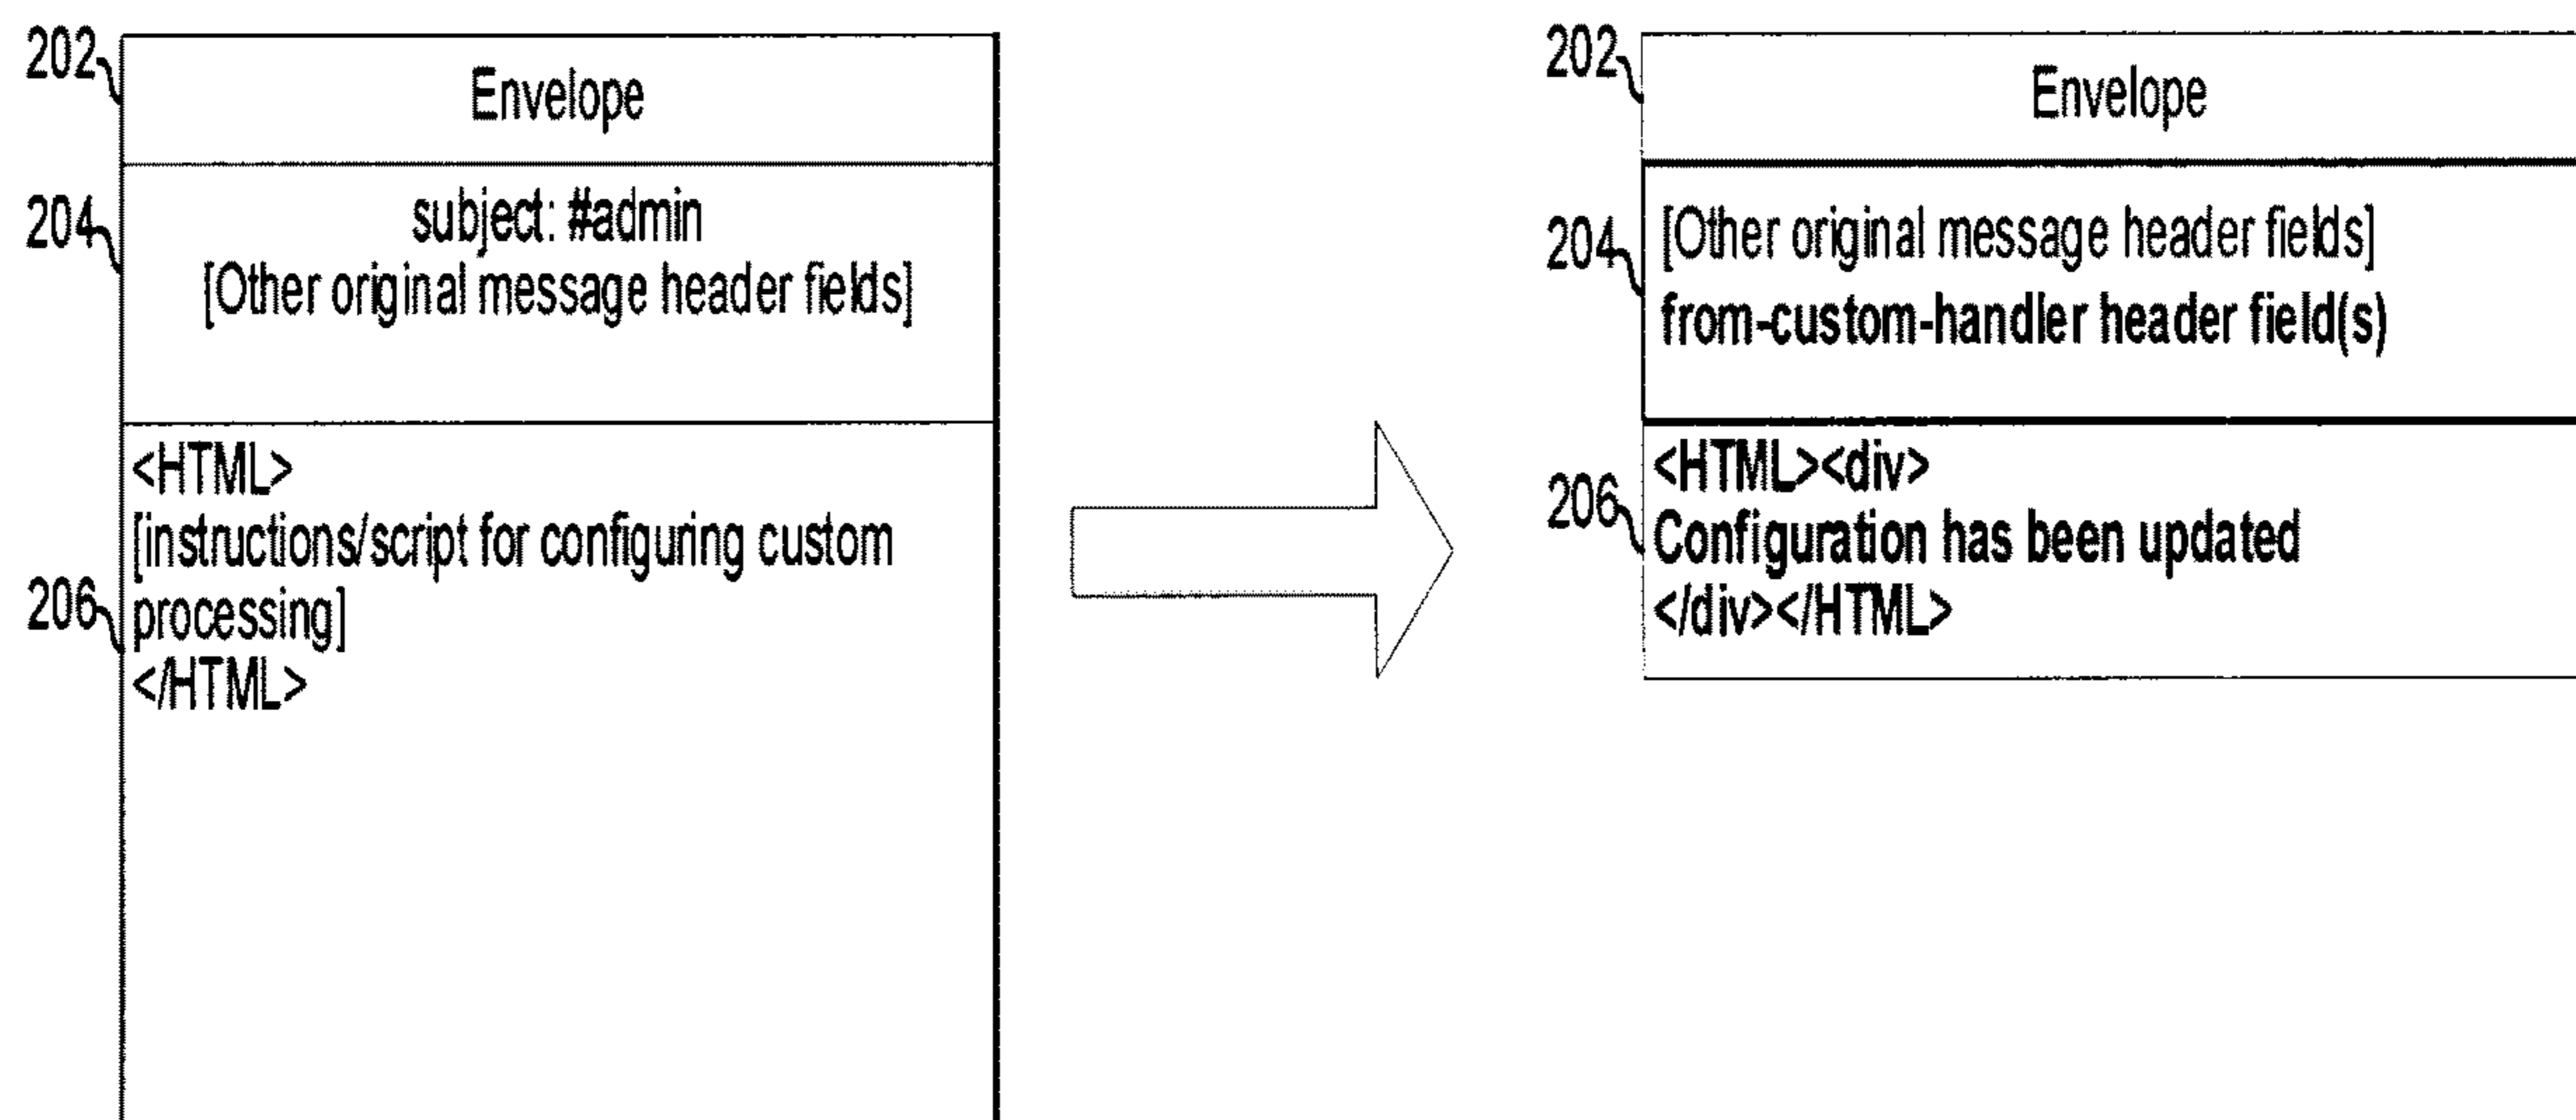 202
Envelope
204
subject: #admin
[Other original message header fields]
<HTML>
[instructions/script for configuring custom
206
processing]
</HTML>
202
Envelope
204
[Other original message header fields]
from-custom-handler header field(s)
206
<HTML><div>
Configuration has been updated
</div></HTML>